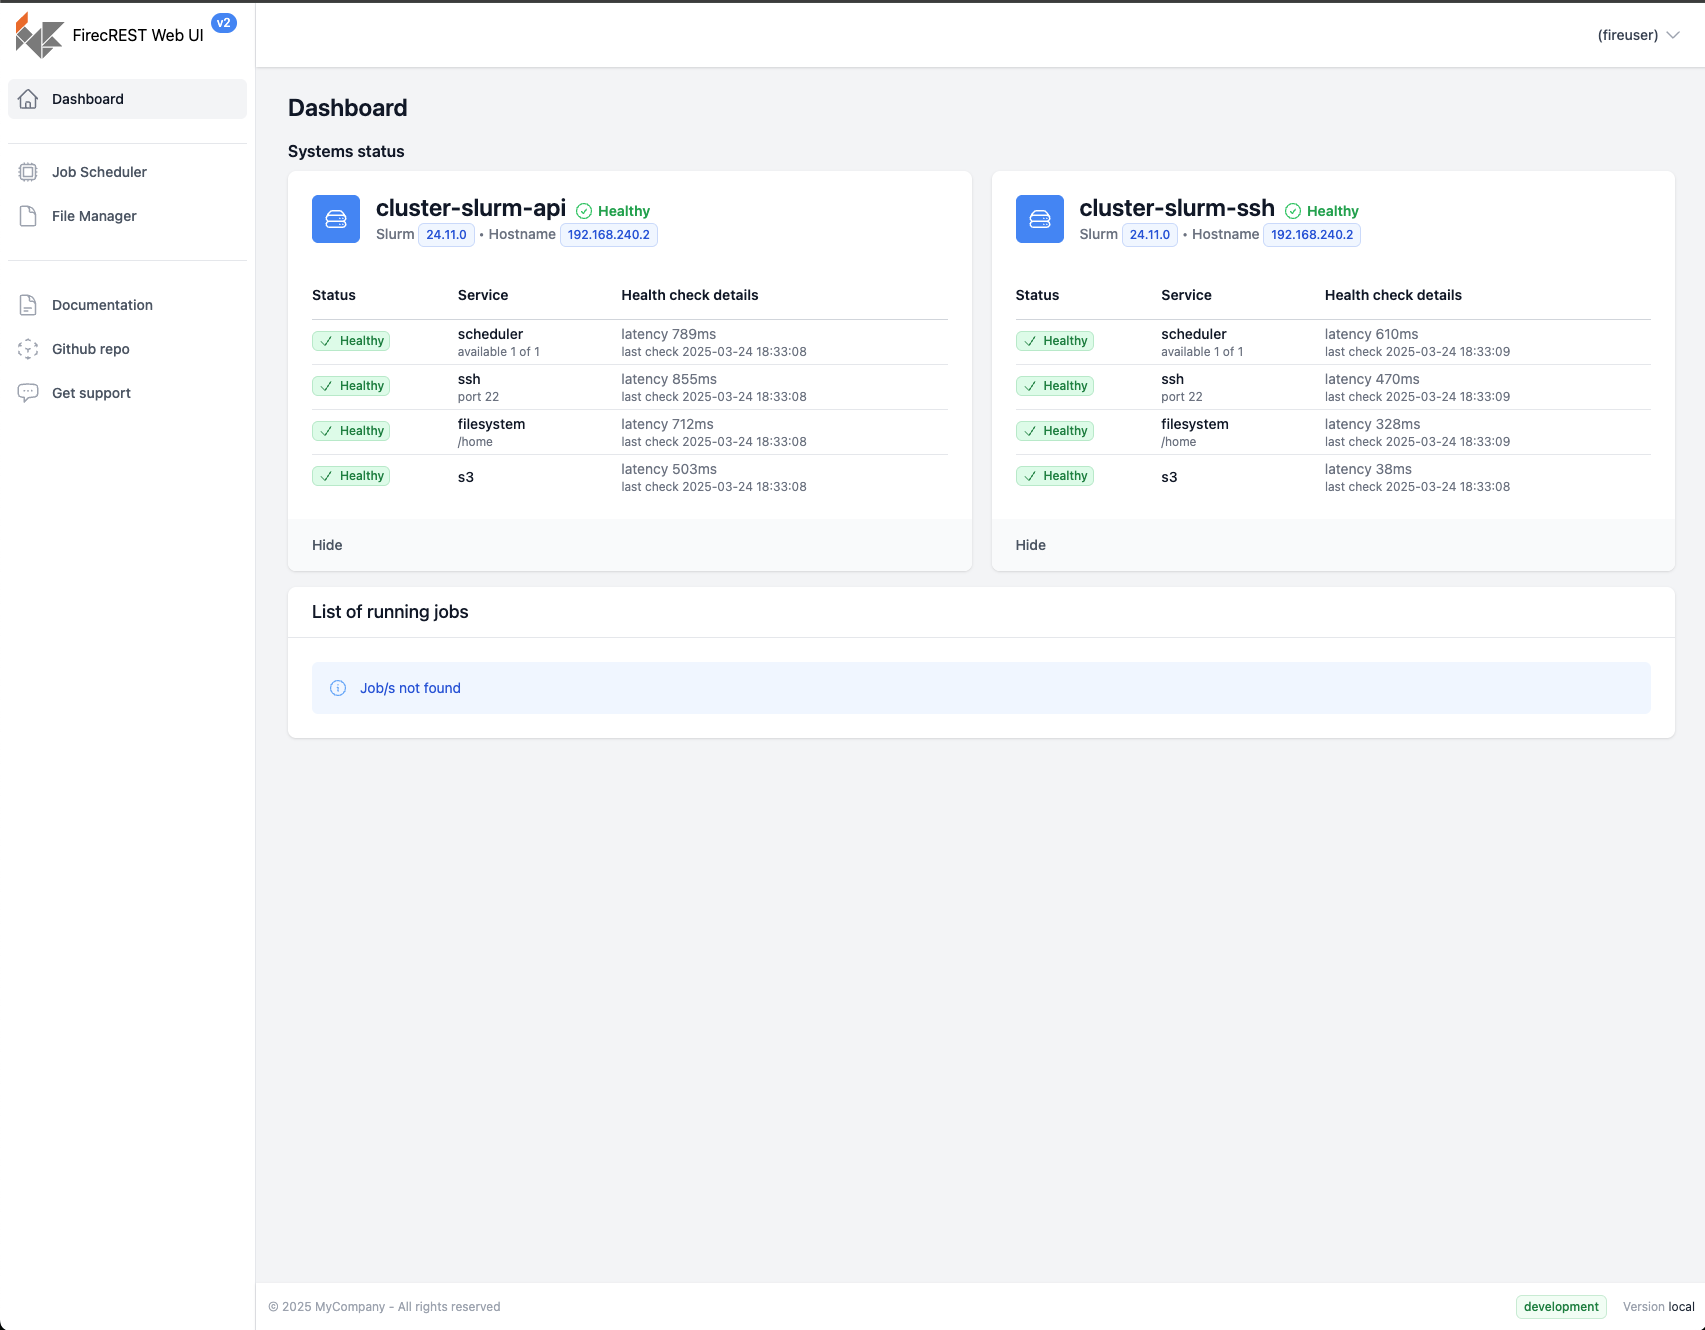 FirecREST Web UI v2
(fireuser)
Dashboard
Job Scheduler
File Manager
Documentation
Github repo
Get support
Dashboard
Systems status
cluster-slurm-api Healthy
Slurm 24.11.0 • Hostname 192.168.240.2
Status Service Health check details
Healthy scheduler latency 789ms
available 1 of 1 last check 2025-03-24 18:33:08
Healthy ssh latency 855ms
port 22 last check 2025-03-24 18:33:08
Healthy filesystem latency 712ms
/home last check 2025-03-24 18:33:08
Healthy s3 latency 503ms
last check 2025-03-24 18:33:08
Hide
cluster-slurm-ssh Healthy
Slurm 24.11.0 • Hostname 192.168.240.2
Status Service Health check details
Healthy scheduler latency 610ms
available 1 of 1 last check 2025-03-24 18:33:09
Healthy ssh latency 470ms
port 22 last check 2025-03-24 18:33:09
Healthy filesystem latency 328ms
/home last check 2025-03-24 18:33:09
Healthy s3 latency 38ms
last check 2025-03-24 18:33:08
Hide
List of running jobs
Job/s not found
© 2025 MyCompany - All rights reserved
development Version local